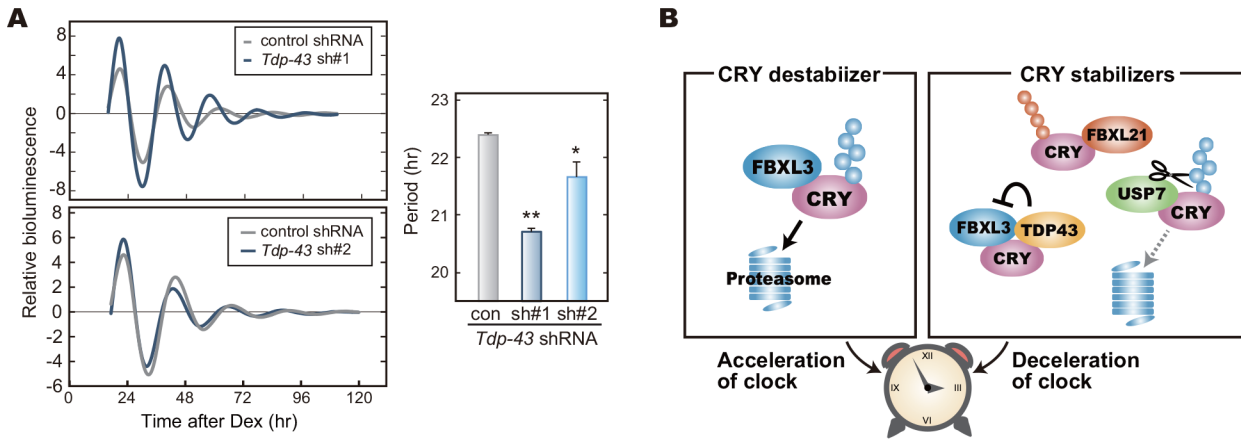 A
Relative bioluminescence
8
4
0
-4
-8
control shRNA
Tdp-43 sh#1
8
6
4
2
0
-2
-4
-6
control shRNA
Tdp-43 sh#2
0 24 48 72 96 120
Time after Dex (hr)
Period (hr)
23
22
21
20
**
*
con sh#1 sh#2
Tdp-43 shRNA
B
CRY destabiizer
FBXL3
CRY
Proteasome
CRY stabilizers
CRY
FBXL21
USP7
CRY
FBXL3
TDP43
CRY
Acceleration
of clock
Deceleration
of clock
XII
III
VI
IX